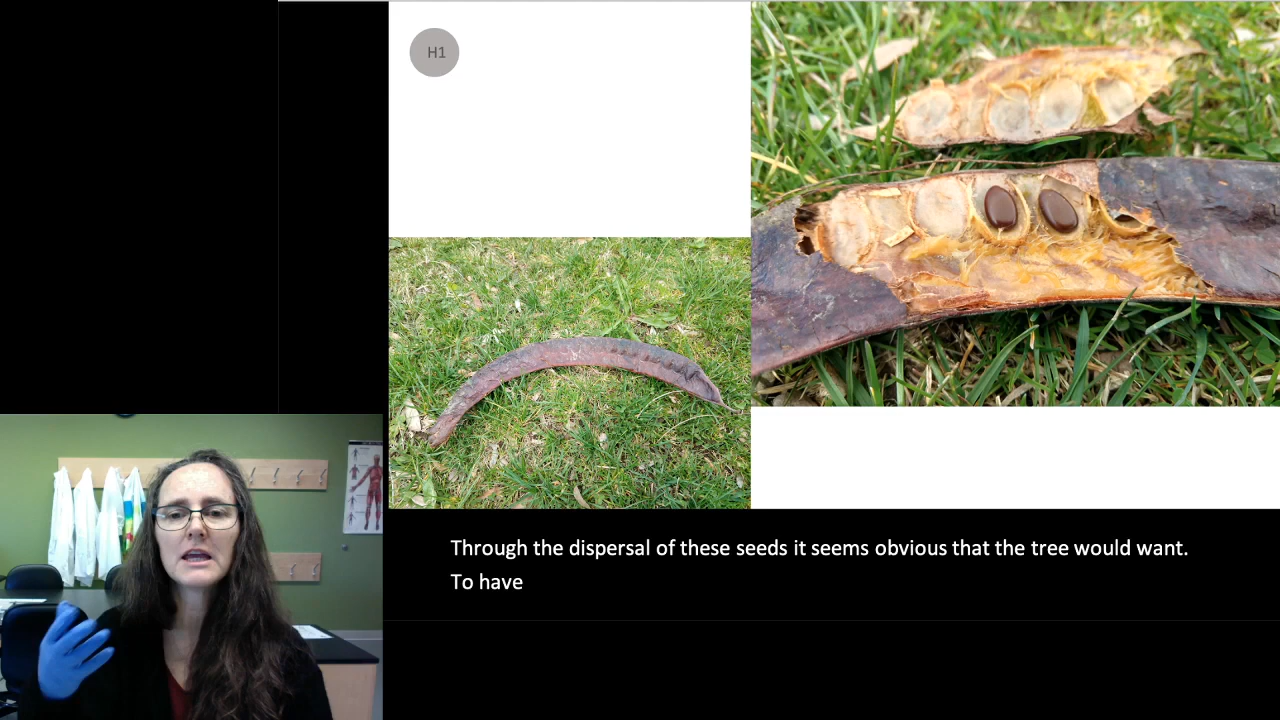 H1
Through the dispersal of these seeds it seems obvious that the tree would want.
To have